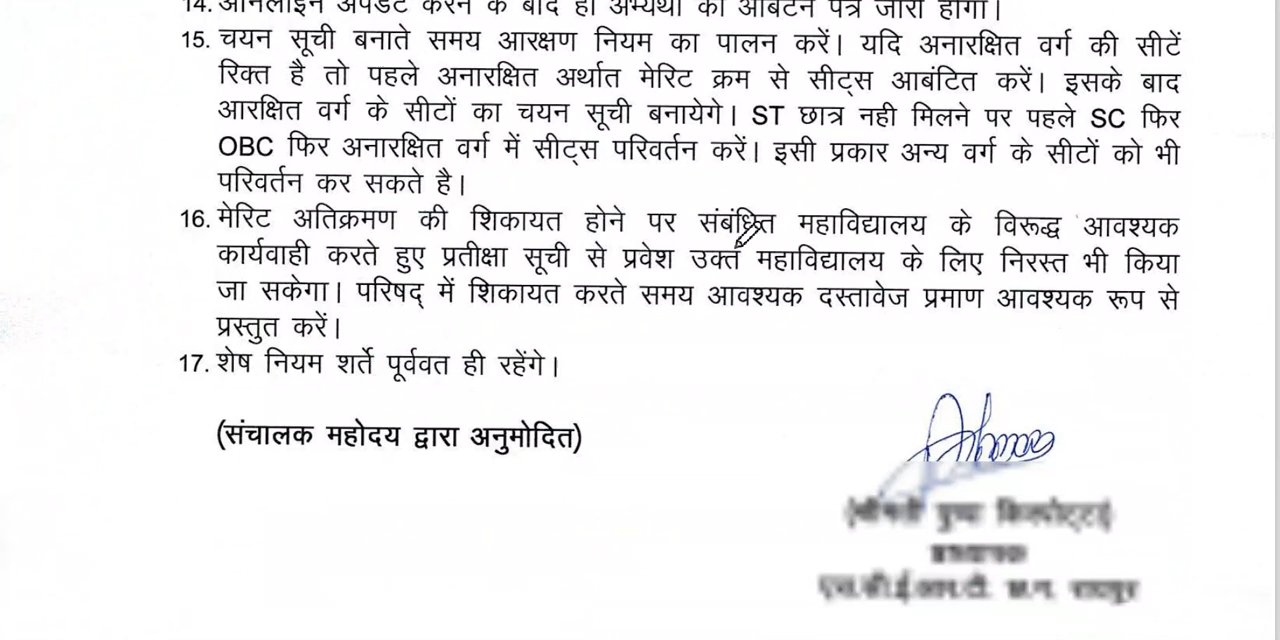 14. ऑनलाइन अपडेट करने के बाद ही अभ्यर्थी को आबंटन पत्र जारी होगा।
15. चयन सूची बनाते समय आरक्षण नियम का पालन करें। यदि अनारक्षित वर्ग की सीटें
रिक्त है तो पहले अनारक्षित अर्थात मेरिट क्रम से सीट्स आबंटित करें। इसके बाद
आरक्षित वर्ग के सीटों का चयन सूची बनायेगे। ST छात्र नही मिलने पर पहले SC फिर
OBC फिर अनारक्षित वर्ग में सीट्स परिवर्तन करें। इसी प्रकार अन्य वर्ग के सीटों को भी
परिवर्तन कर सकते है।
16. मेरिट अतिक्रमण की शिकायत होने पर संबंधित महाविद्यालय के विरूद्ध आवश्यक
कार्यवाही करते हुए प्रतीक्षा सूची से प्रवेश उक्त महाविद्यालय के लिए निरस्त भी किया
जा सकेगा। परिषद् में शिकायत करते समय आवश्यक दस्तावेज प्रमाण आवश्यक रूप से
प्रस्तुत करें।
17. शेष नियम शर्ते पूर्ववत ही रहेंगे।
(संचालक महोदय द्वारा अनुमोदित)